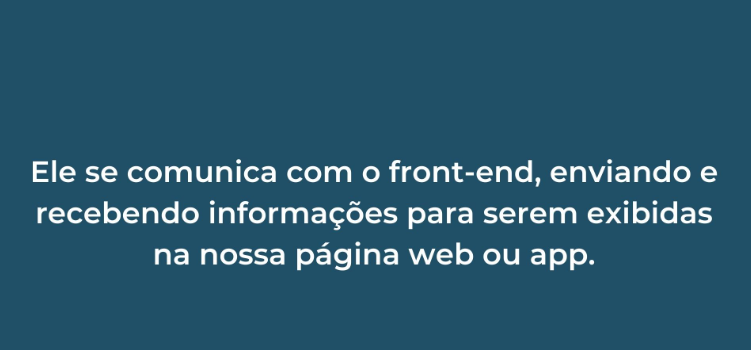 Ele se comunica com o front-end, enviando e
recebendo informações para serem exibidas
na nossa página web ou app.